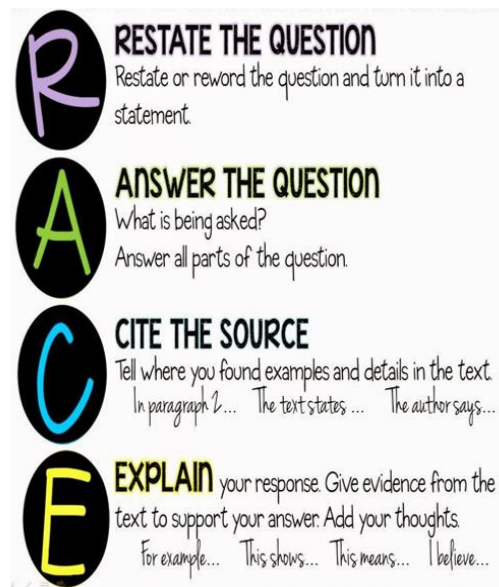 R
RESTATE THE QUESTION
Restate or reword the question and turn it into a
statement.
A
ANSWER THE QUESTION
What is being asked?
Answer all parts of the question.
C
CITE THE SOURCE
Tell where you found examples and details in the text.
In paragraph 2... The text states ... The author says...
E
EXPLAIN your response. Give evidence from the
text to support your answer. Add your thoughts.
For example... This shows... This means... I believe...